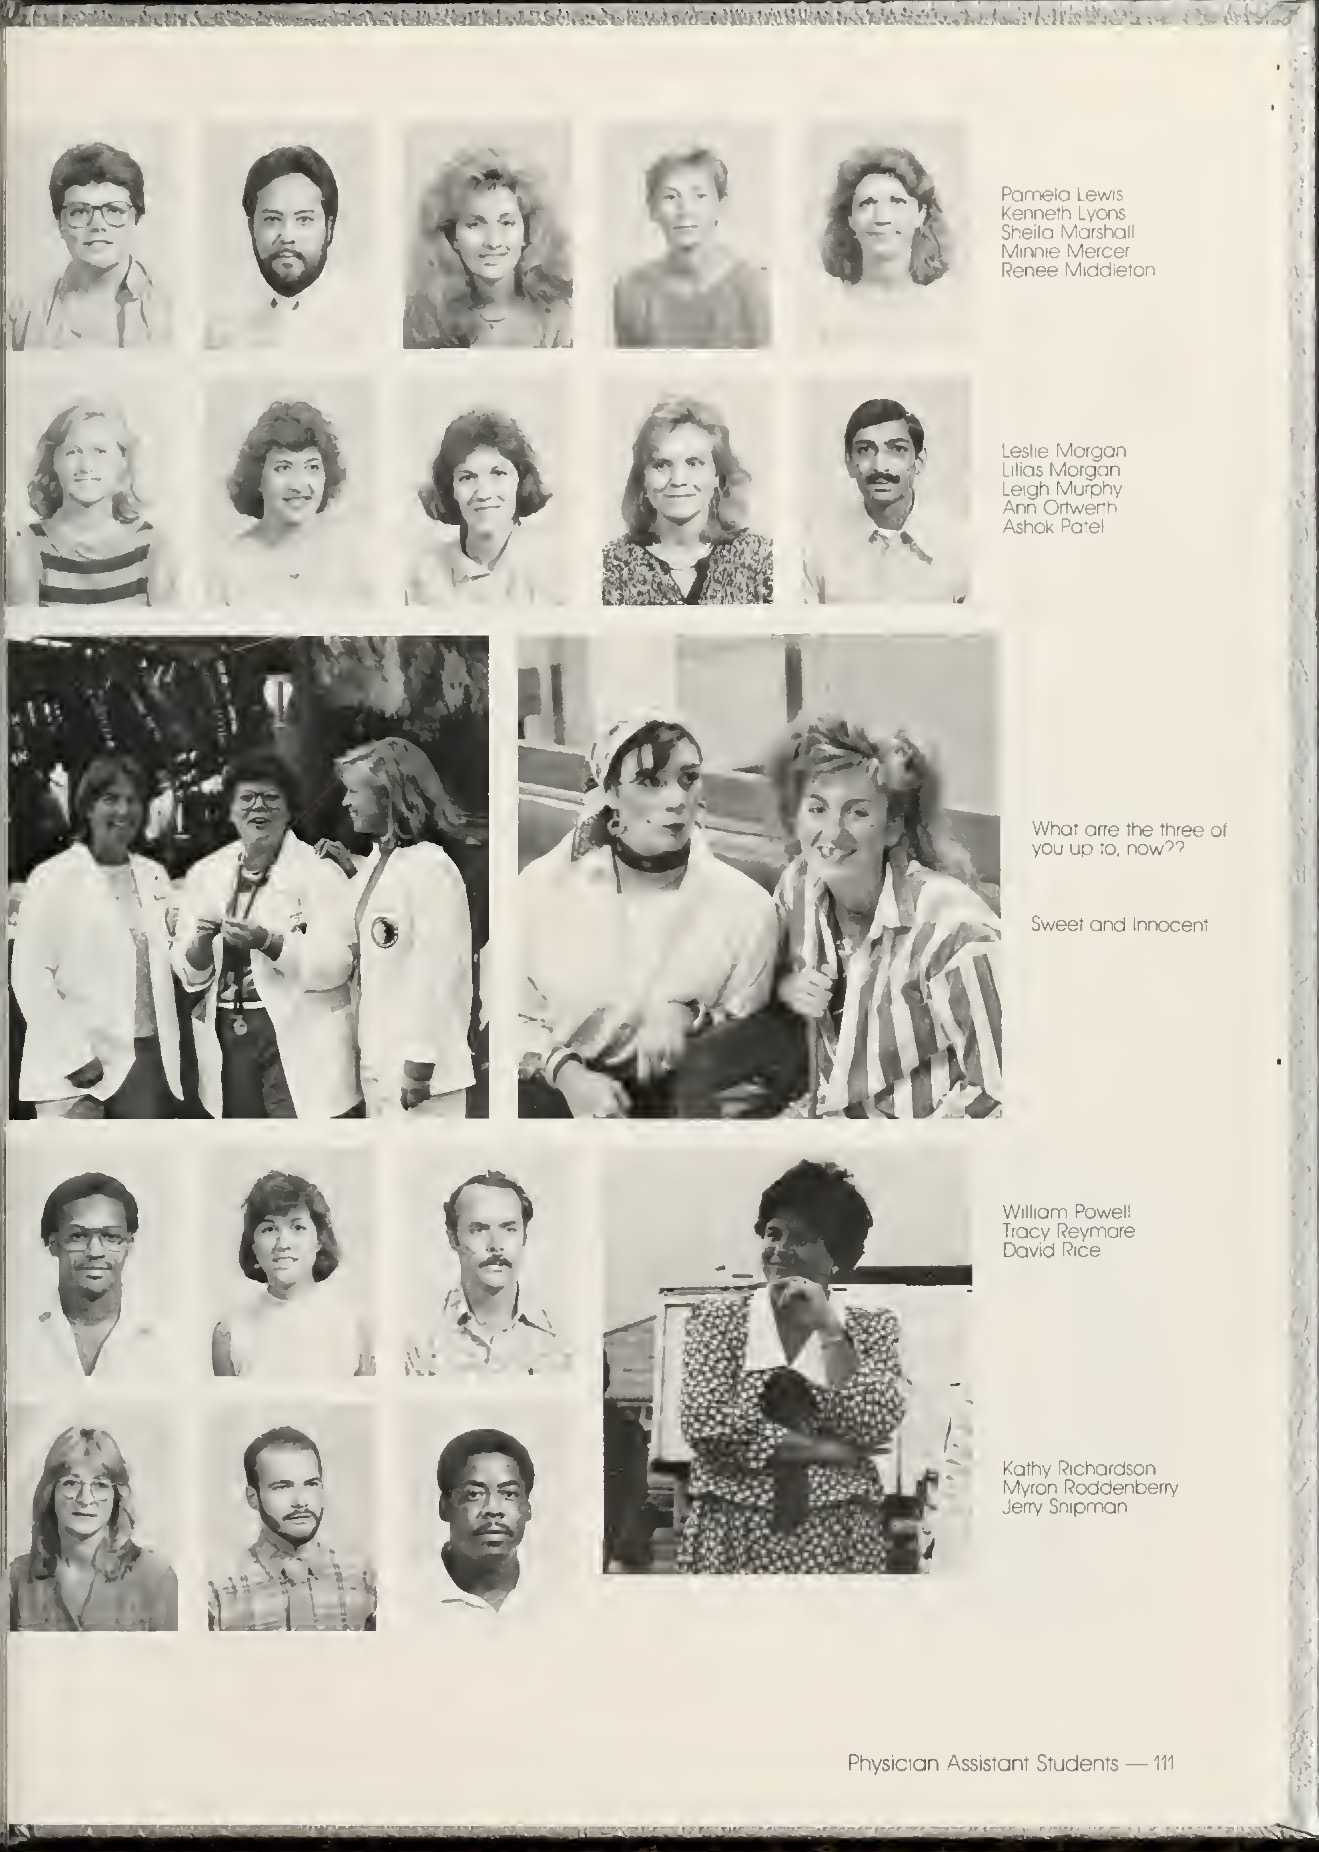 Pamela Lewis
Kenneth Lyons
Sheila Marshall
Minnie Mercer
Renee Middleton
Leslie Morgan
Lilias Morgan
Leigh Murphy
Ann Ortwerth
Ashok Patel
What arre the three of
you up to, now??
Sweet and Innocent
William Powell
Tracy Reymore
David Rice
Kathy Richardson
Myron Roddenberry
Jerry Shipman
Physician Assistant Students — 111